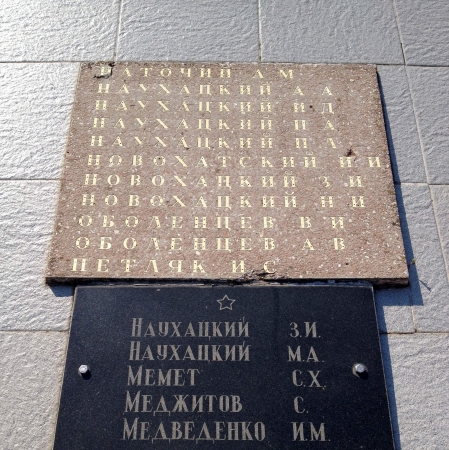 НАТОЧИЙ А М
НАУХАЦКИЙ А А
НАУХАЦКИЙ И Д
НАУХАЦКИЙ П А
НАУХАЦКИЙ П А
НОВОХАТСКИЙ И И
НОВОХАЦКИЙ З И
НОВОХАЦКИЙ Н И
ОБОЛЕНЦЕВ В И
ОБОЛЕНЦЕВ А В
ПЕТЛЯК И С
НАУХАЦКИЙ З.И.
НАУХАЦКИЙ М.А.
МЕМЕТ С.Х.
МЕДЖИТОВ С.
МЕДВЕДЕНКО И.М.